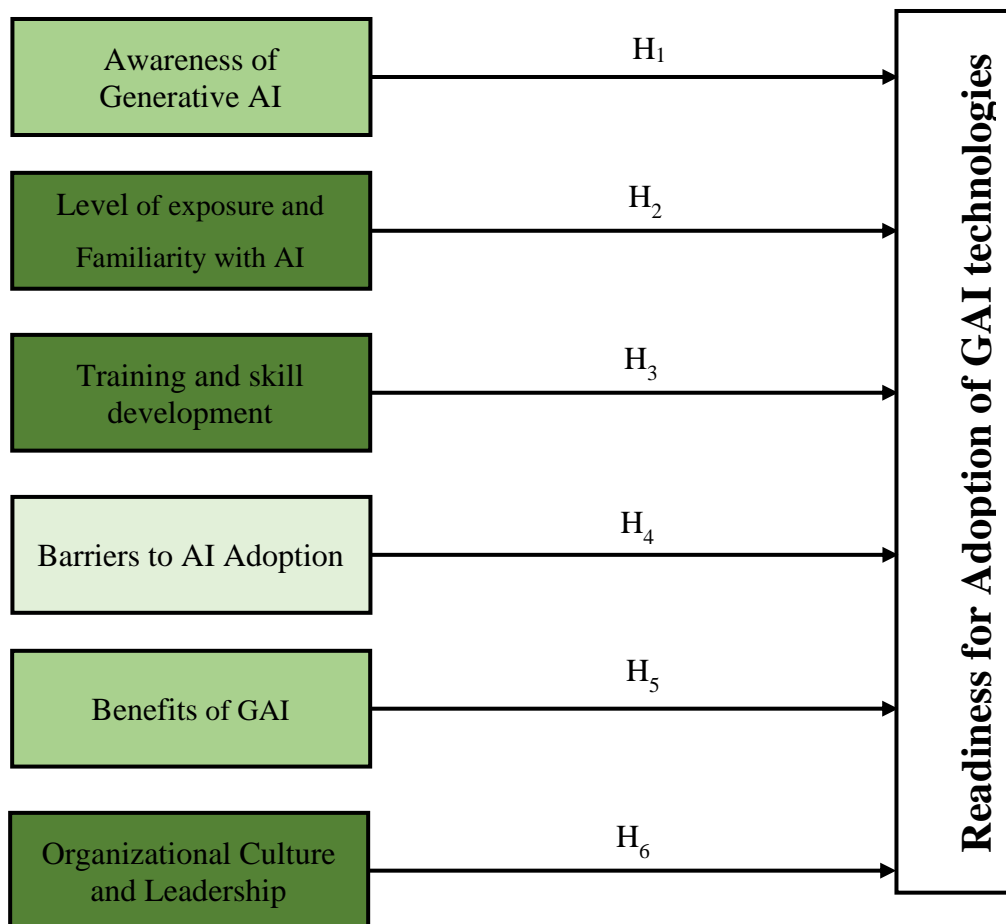 Awareness of
Generative AI
H₁
Level of exposure and
Familiarity with AI
H₂
Training and skill
development
H₃
Barriers to AI Adoption
H₄
Benefits of GAI
H₅
Organizational Culture
and Leadership
H₆
Readiness for Adoption of GAI technologies